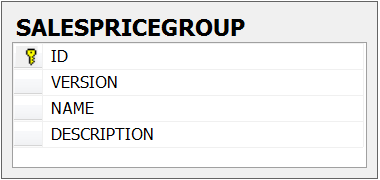 SALESPRICEGROUP
ID
VERSION
NAME
DESCRIPTION